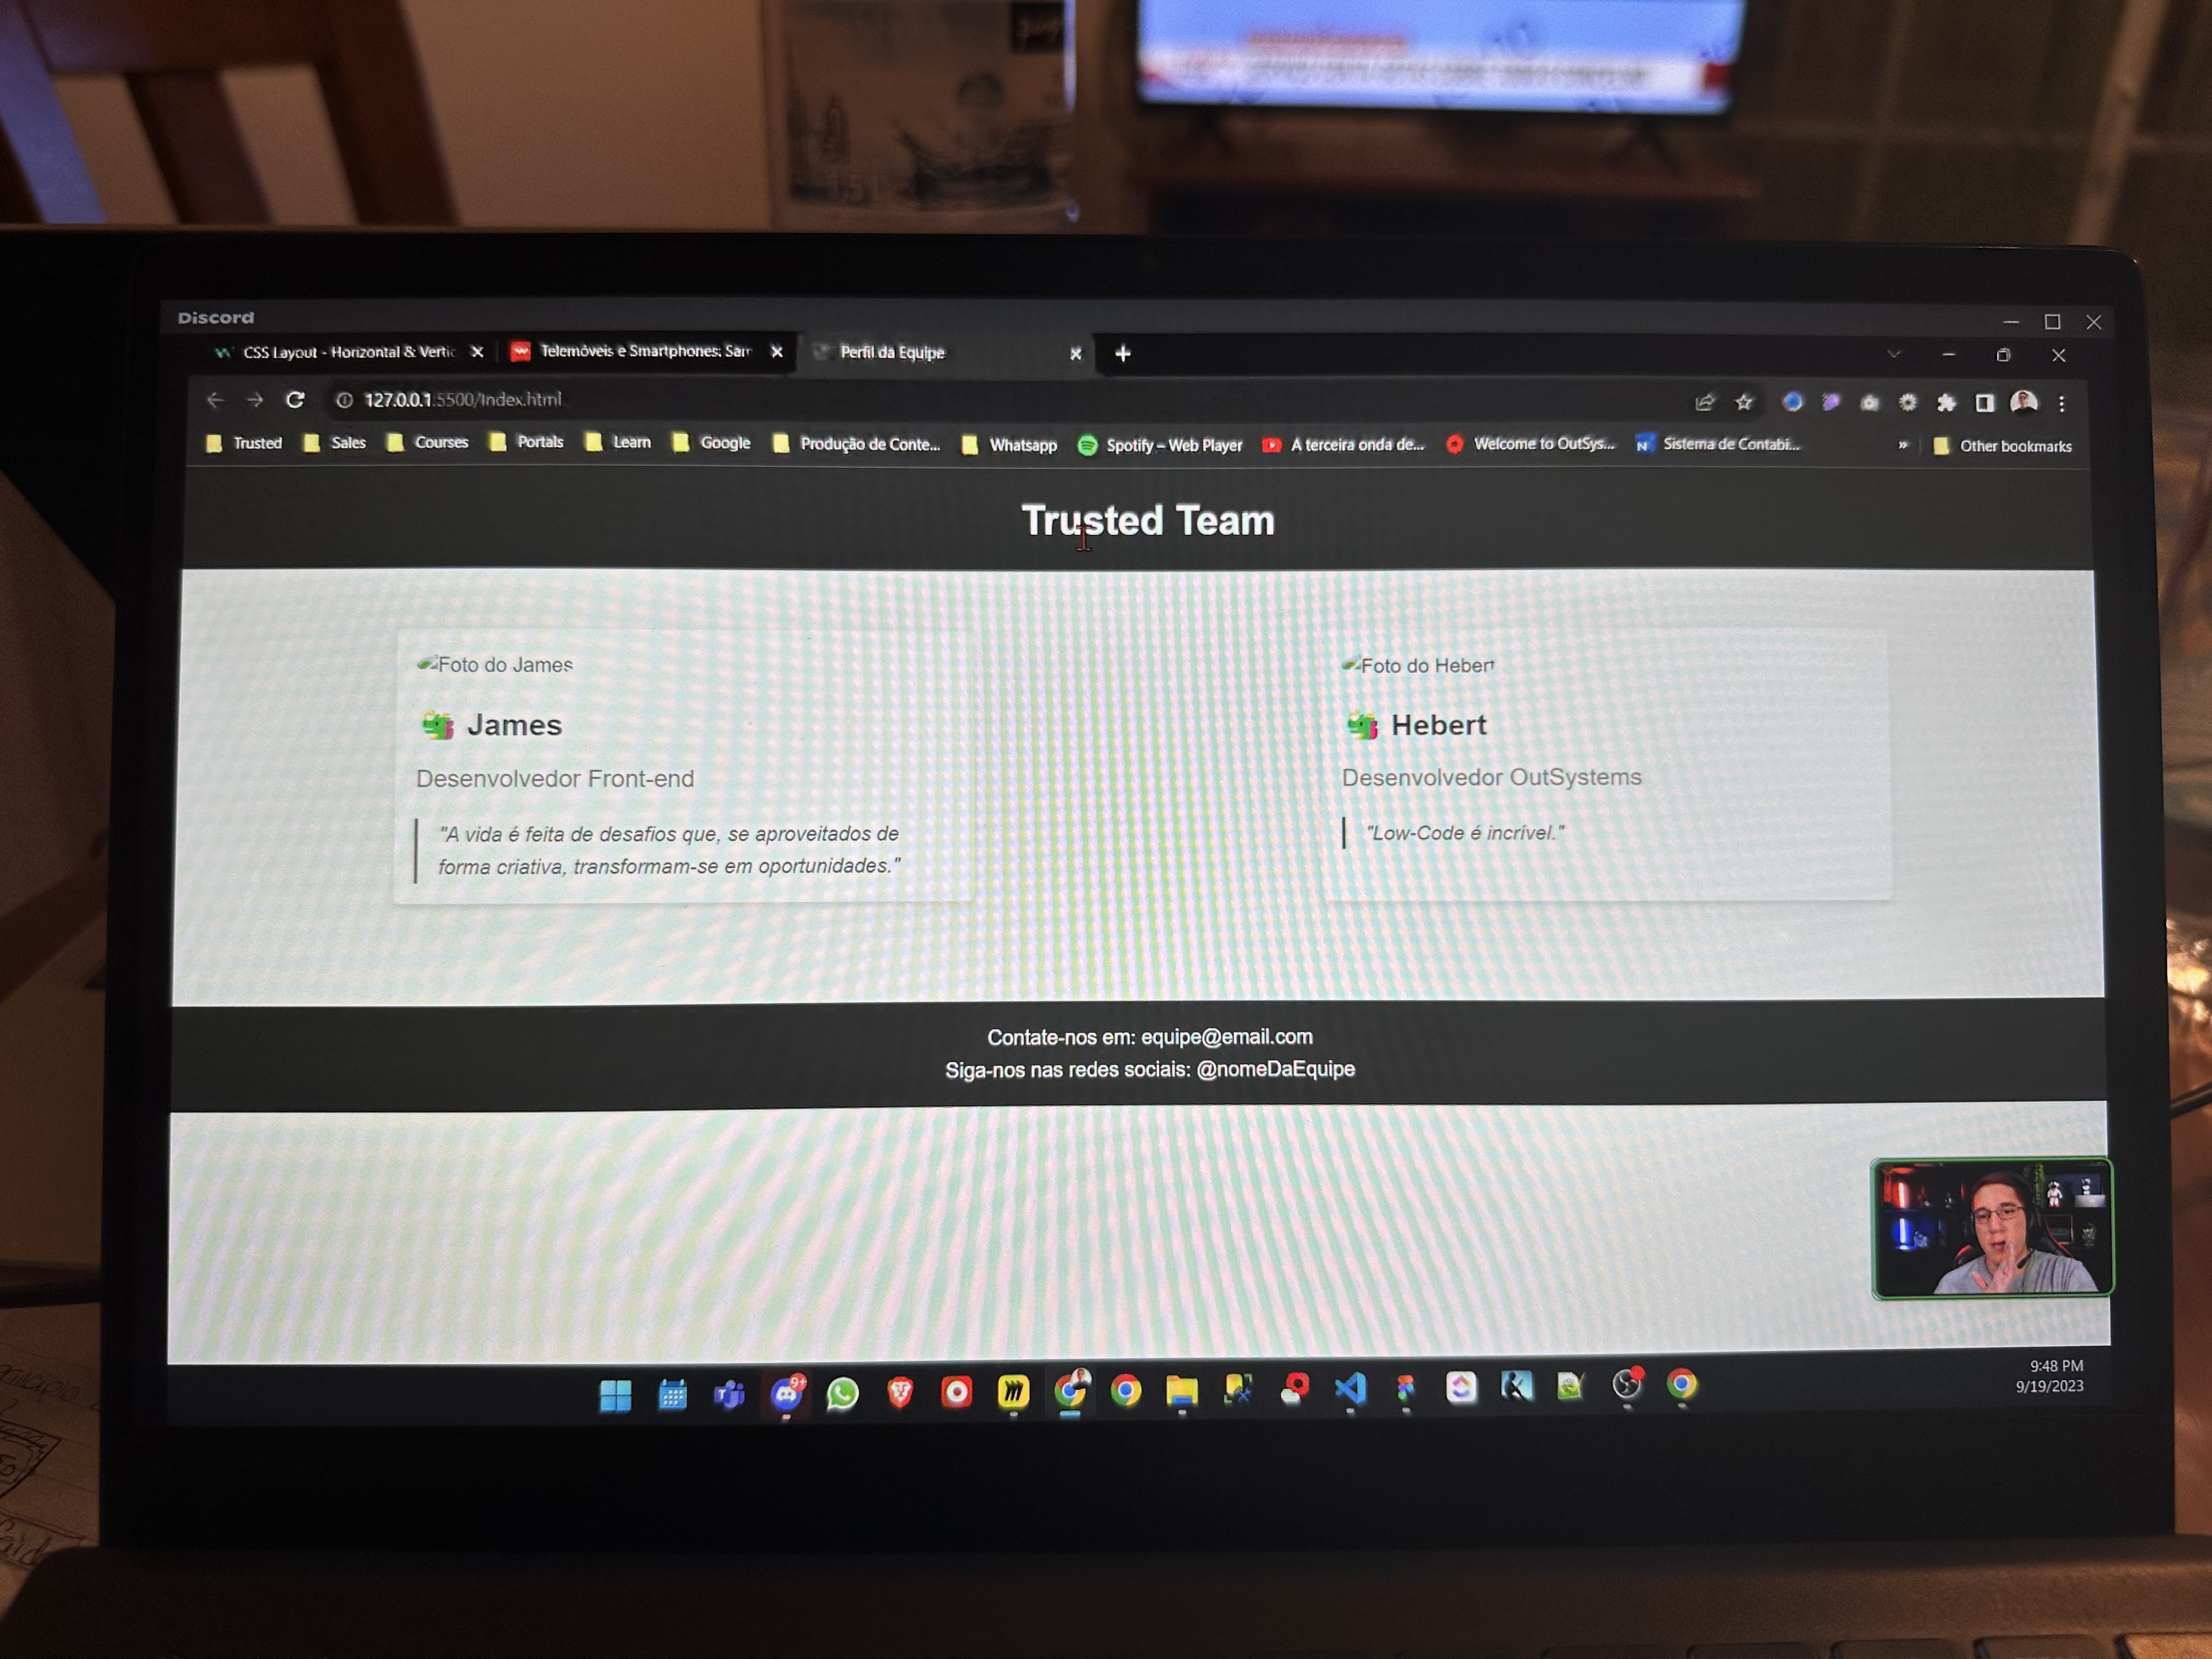 Discord
CSS Layout - Horizontal & Vertic
Telemóveis e Smartphones: Sam
Perfil da Equipe
127.0.0.1:5500/Index.html
Trusted
Sales
Courses
Portals
Learn
Google
Produção de Conte...
Whatsapp
Spotify – Web Player
A terceira onda de...
Welcome to OutSys...
Sistema de Contabi...
»
Other bookmarks
Trusted Team
Foto do James
James
Desenvolvedor Front-end
"A vida é feita de desafios que, se aproveitados de
forma criativa, transformam-se em oportunidades."
Foto do Hebert
Hebert
Desenvolvedor OutSystems
"Low-Code é incrível."
Contate-nos em: equipe@email.com
Siga-nos nas redes sociais: @nomeDaEquipe
9+
9:48 PM
9/19/2023